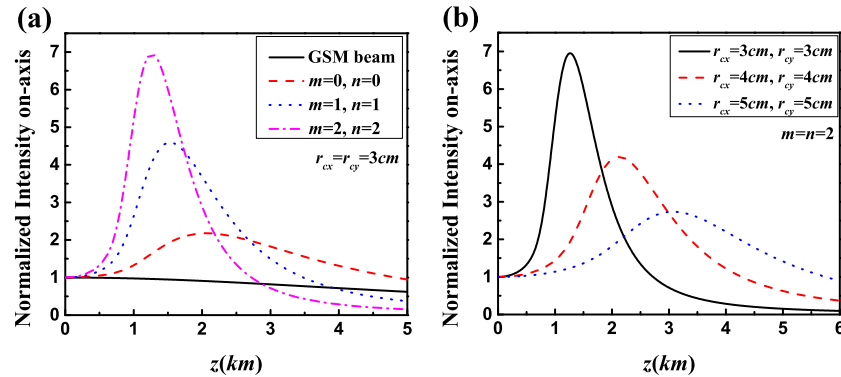 (a)
Normalized Intensity on-axis
7
6
5
4
3
2
1
0
0 1 2 3 4 5
z(km)
GSM beam
m=0, n=0
m=1, n=1
m=2, n=2
r_cx=r_cy=3cm
(b)
Normalized Intensity on-axis
7
6
5
4
3
2
1
0
0 1 2 3 4 5 6
z(km)
r_cx=3cm, r_cy=3cm
r_cx=4cm, r_cy=4cm
r_cx=5cm, r_cy=5cm
m=n=2